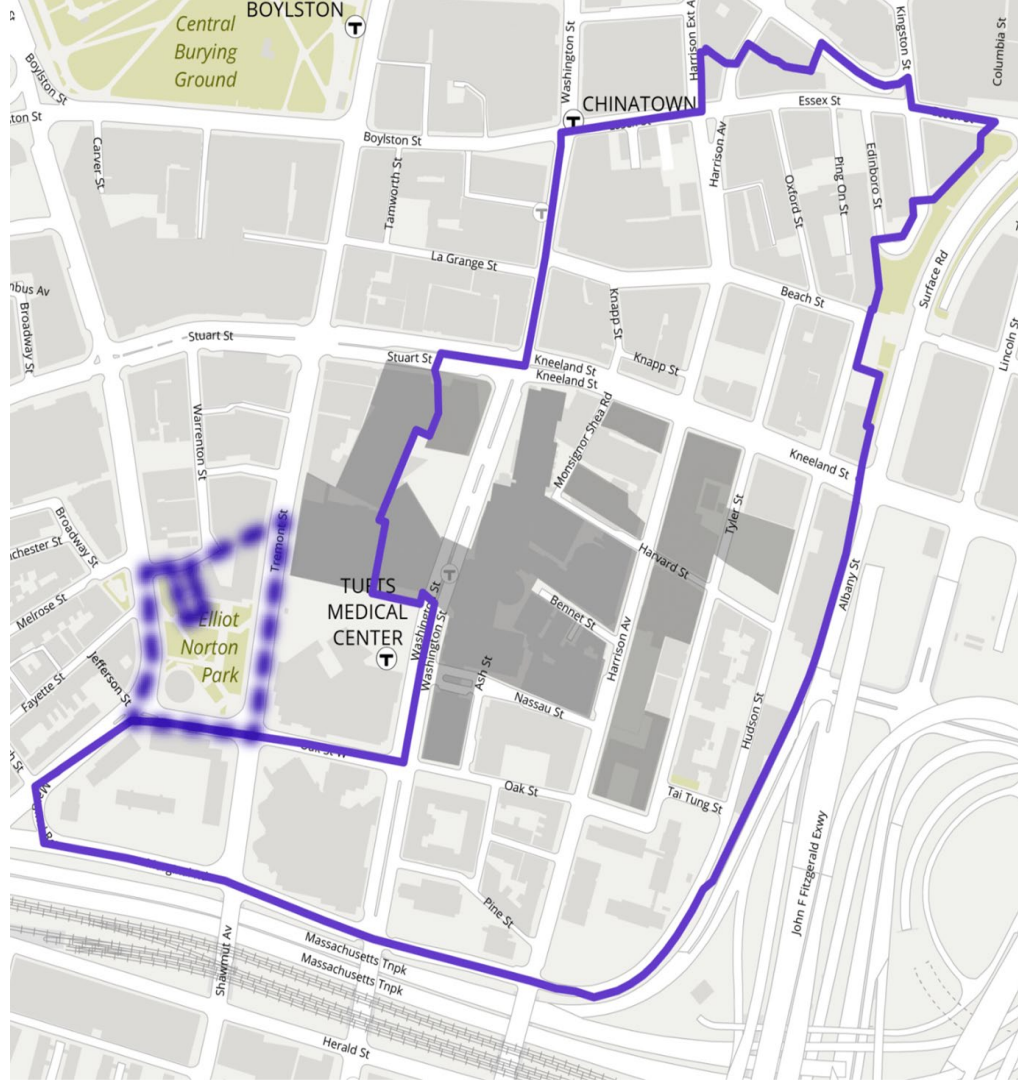 BOYLSTON
T
Central
Burying
Ground
Boylston St
Washington St
Harrison Ext A
Kingston St
Columbia St
CHINATOWN
T
Essex St
Boylston St
Carver St
Tamworth St
T
Harrison Av
Oxford St
Ping On St
Edinboro St
La Grange St
Surface Rd
Beach St
Knapp St
Knapp St
Broadway St
Stuart St
Stuart St
Kneeland St
Kneeland St
Lincoln St
Warrenton St
Monsignor Shea Rd
Kneeland St
Tyler St
Broadway St
Tremont St
Harvard St
T
Melrose St
Elliot
Norton
Park
TUFTS
MEDICAL
CENTER
T
Washington St
Washington St
Bennet St
Harrison Av
Albany St
Jefferson St
Fayette St
Ash St
Nassau St
Hudson St
Oak St W
Oak St
Tai Tung St
John F Fitzgerald Exwy
Pine St
Shawmut Av
Massachusetts Tnpk
Massachusetts Tnpk
Herald St